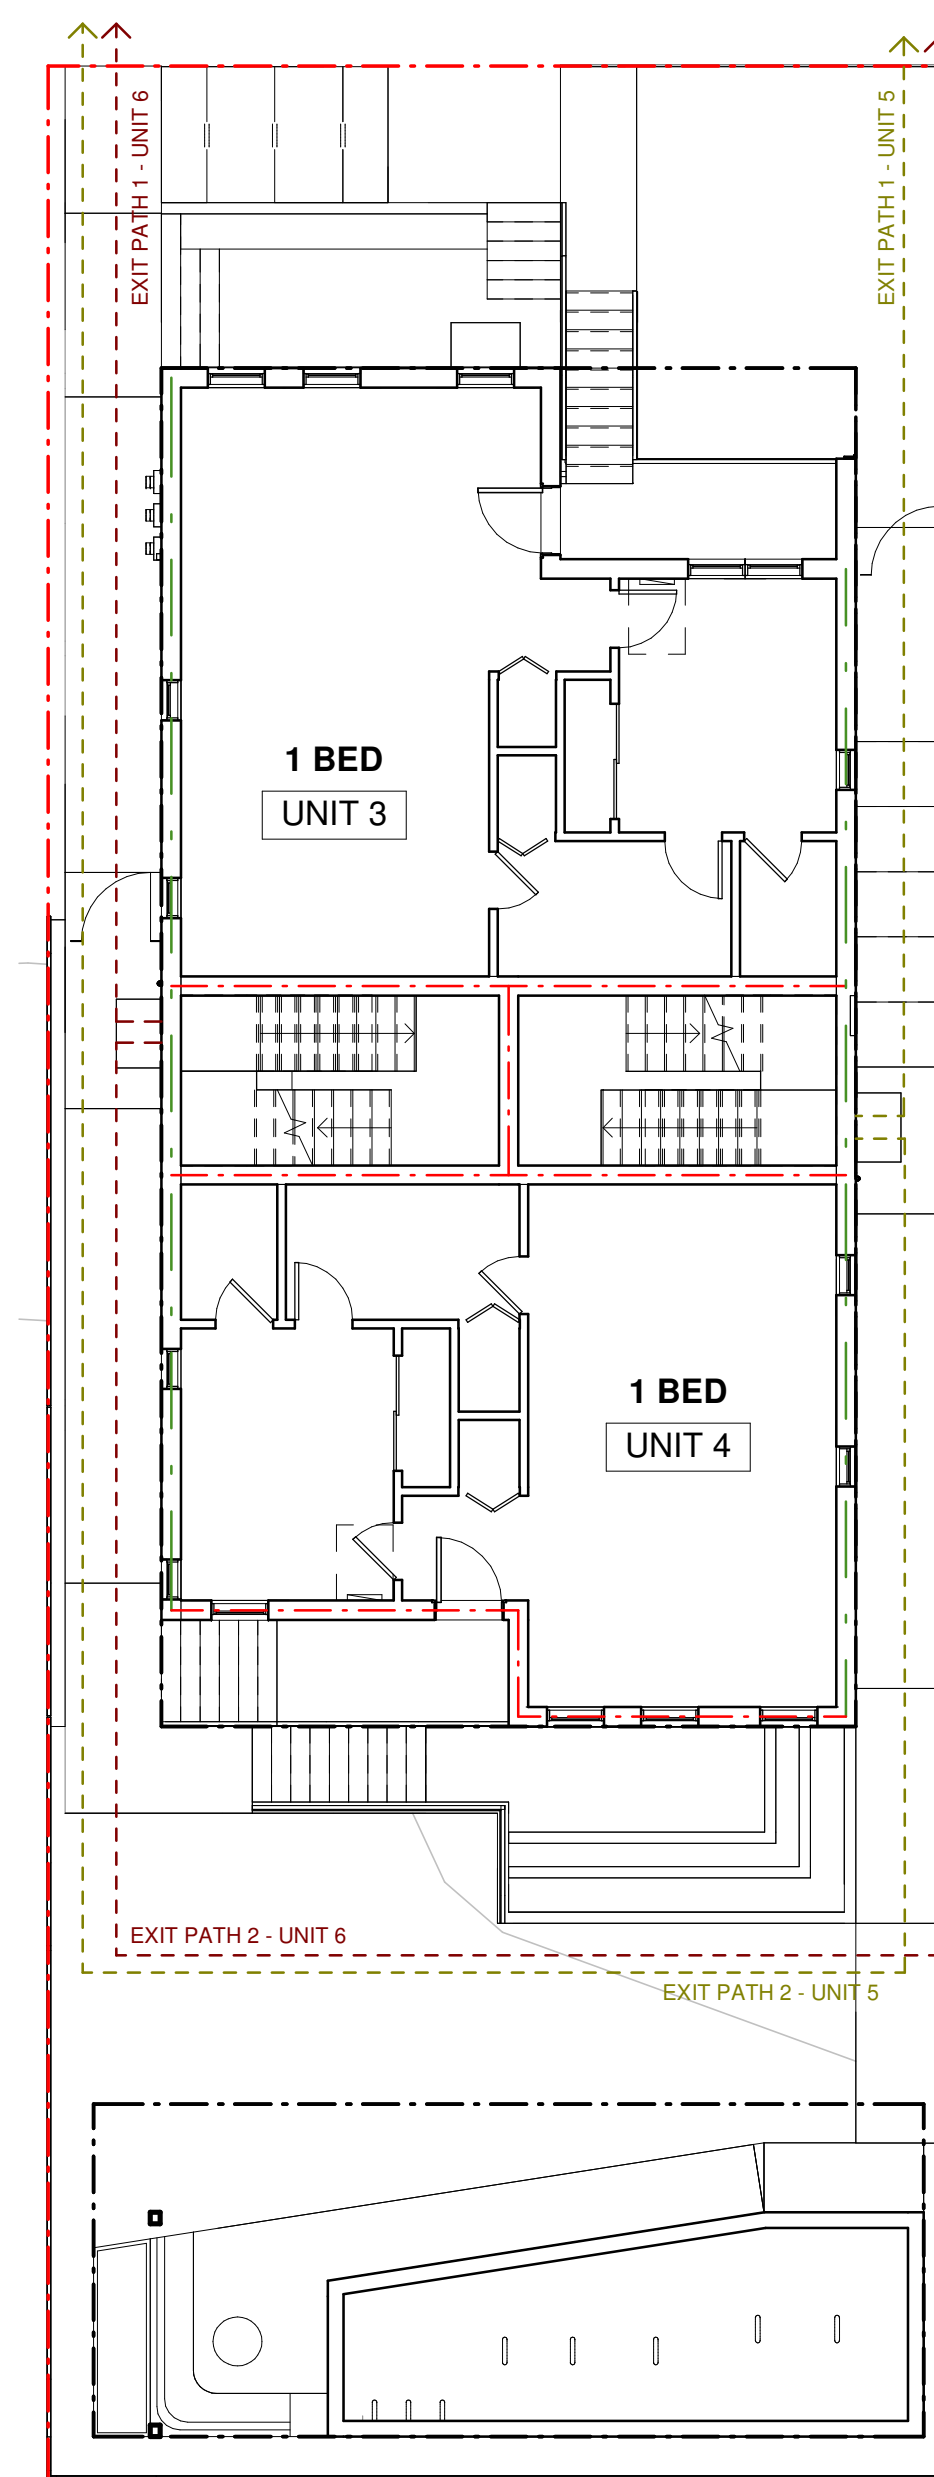 EXIT PATH 1 - UNIT 6
EXIT PATH 1 - UNIT 5
1 BED
UNIT 3
1 BED
UNIT 4
EXIT PATH 2 - UNIT 6
EXIT PATH 2 - UNIT 5